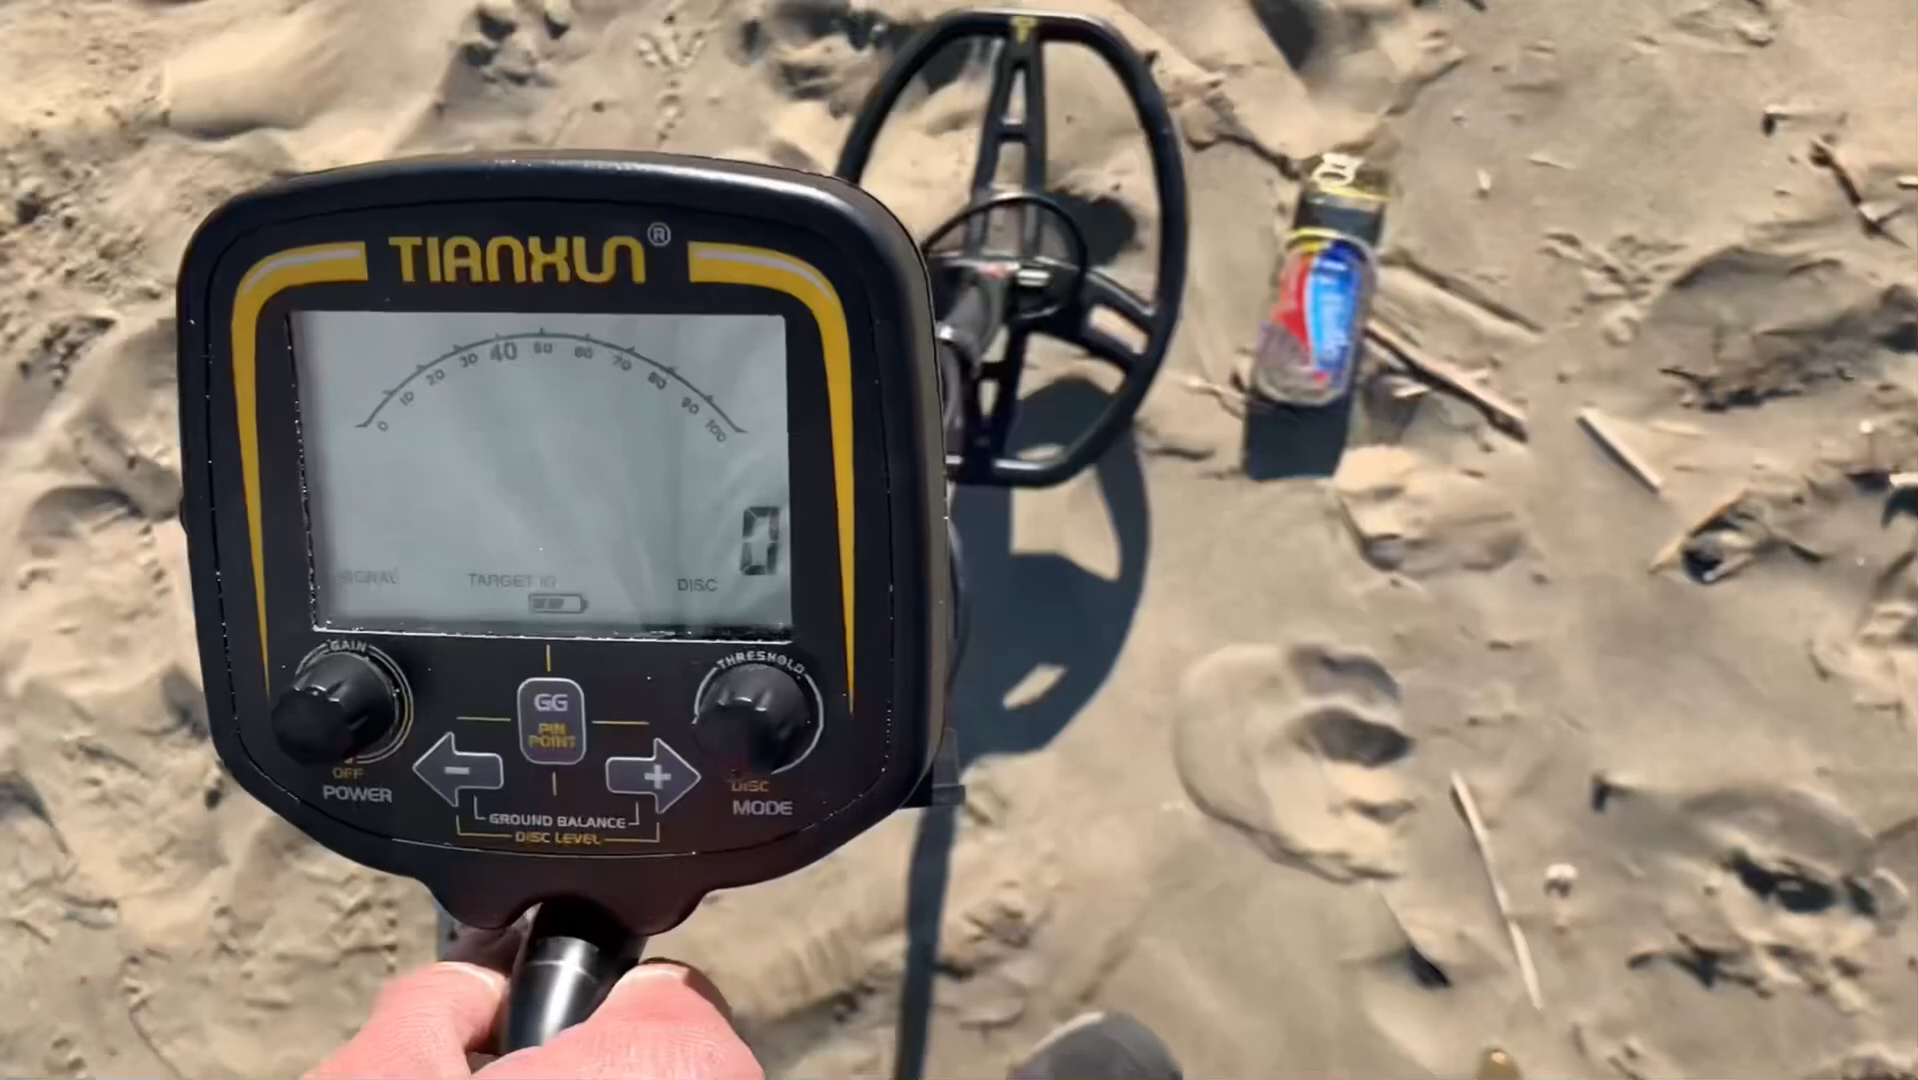 TIANXUN®
0 10 20 30 40 50 60 70 80 90 100
0
SIGNAL TARGET ID DISC
GAIN
THRESHOLD
GG
PIN
POINT
- +
OFF
POWER
DISC
MODE
GROUND BALANCE
DISC LEVEL